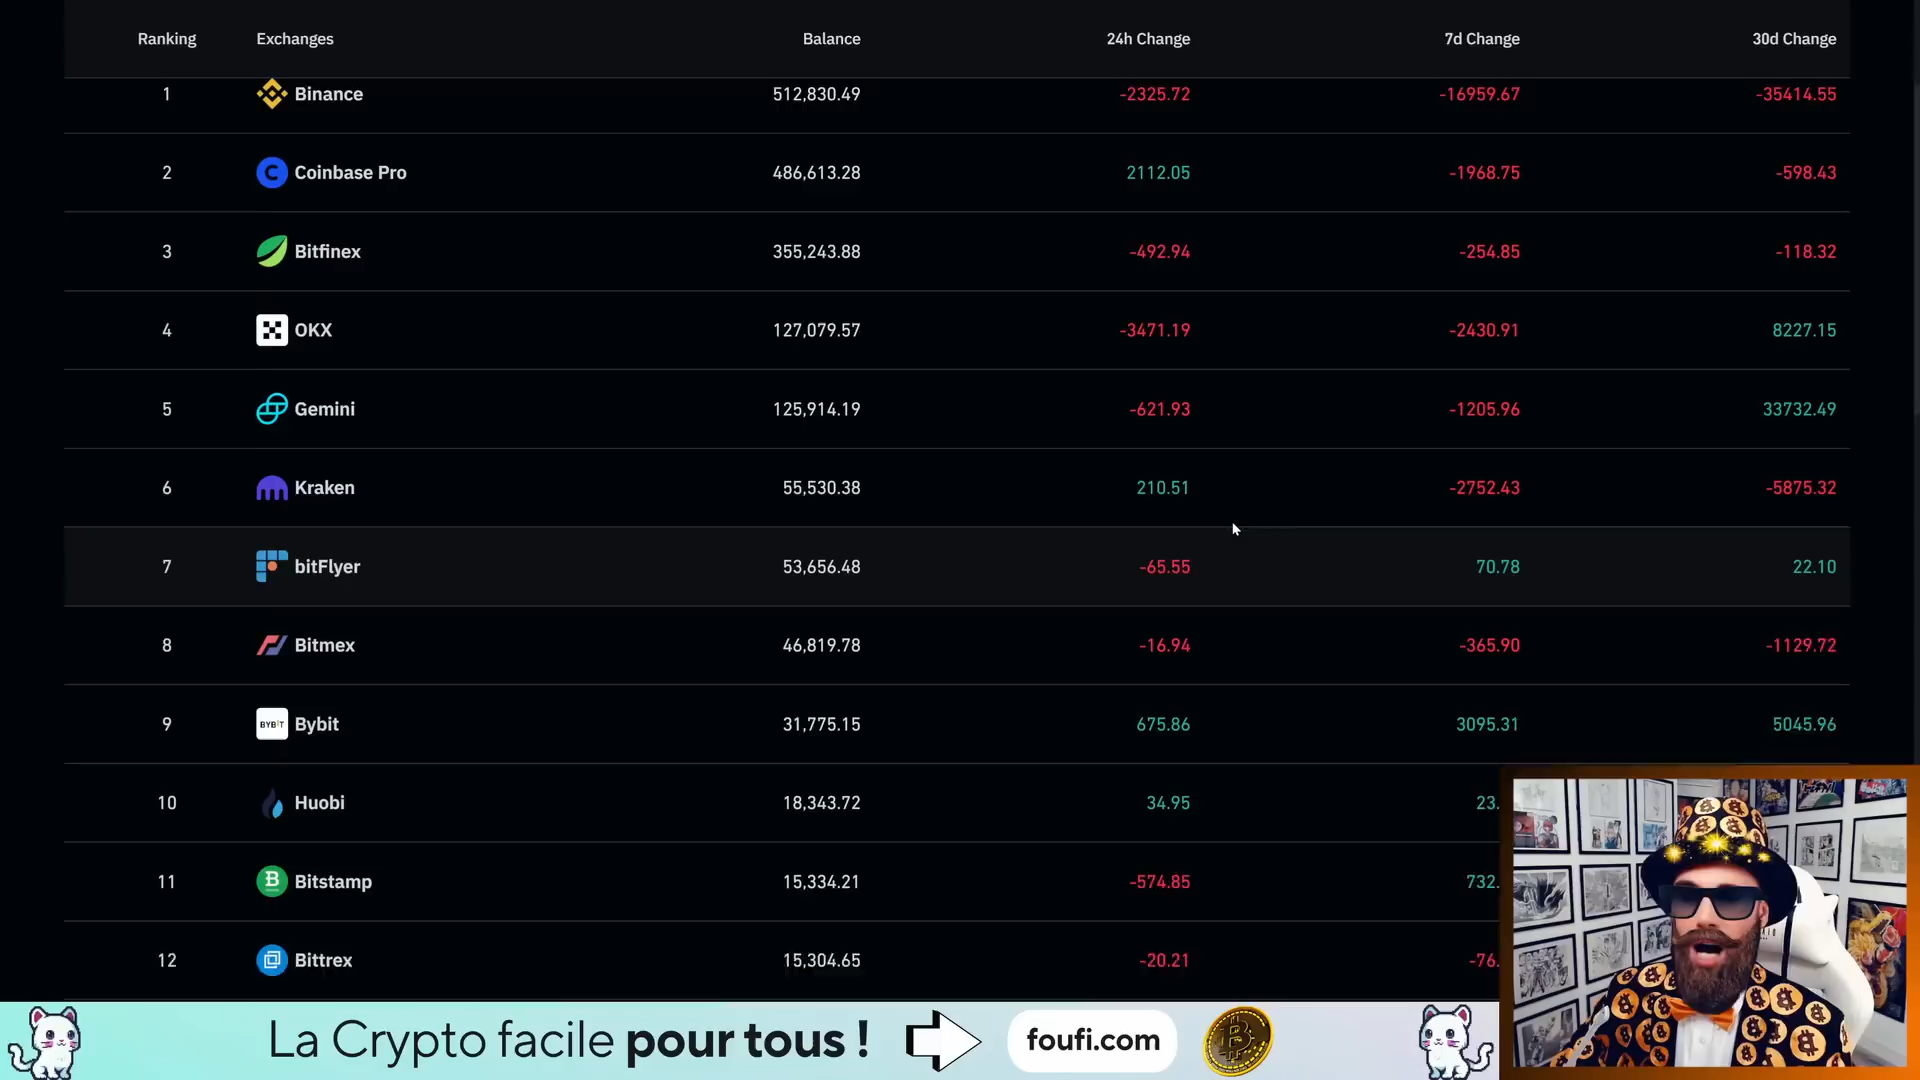 Ranking Exchanges Balance 24h Change 7d Change 30d Change
1 Binance 512,830.49 -2325.72 -16959.67 -35414.55
2 Coinbase Pro 486,613.28 2112.05 -1968.75 -598.43
3 Bitfinex 355,243.88 -492.94 -254.85 -118.32
4 OKX 127,079.57 -3471.19 -2430.91 8227.15
5 Gemini 125,914.19 -621.93 -1205.96 33732.49
6 Kraken 55,530.38 210.51 -2752.43 -5875.32
7 bitFlyer 53,656.48 -65.55 70.78 22.10
8 Bitmex 46,819.78 -16.94 -365.90 -1129.72
9 BYBIT Bybit 31,775.15 675.86 3095.31 5045.96
10 Huobi 18,343.72 34.95 23.
11 Bitstamp 15,334.21 -574.85 732.
12 Bittrex 15,304.65 -20.21 -76.
La Crypto facile pour tous ! foufi.com